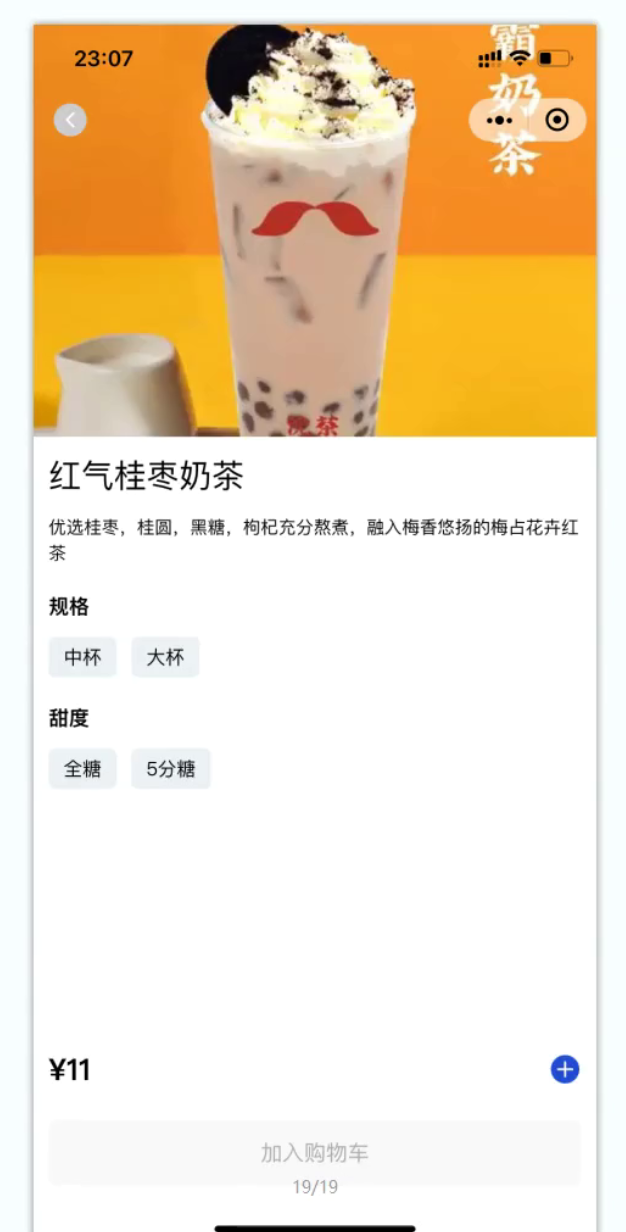 23:07
霸
奶
茶
红气桂枣奶茶
优选桂枣，桂圆，黑糖，枸杞充分熬煮，融入梅香悠扬的梅占花卉红
茶
规格
中杯 大杯
甜度
全糖 5分糖
¥11
加入购物车
19/19